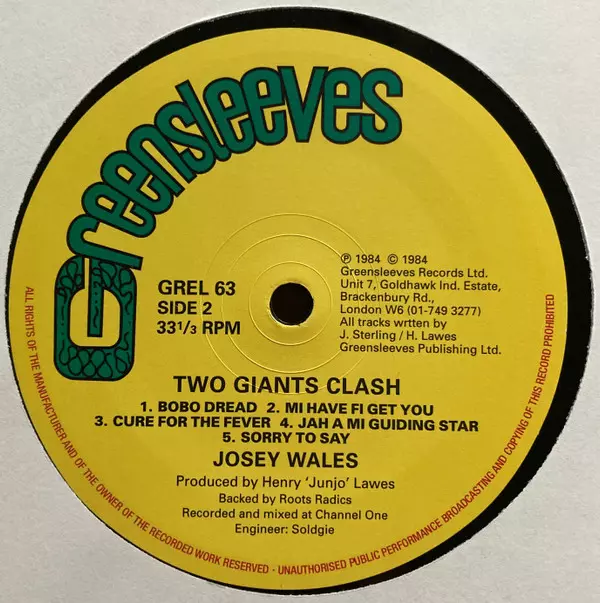 Greensleeves
GREL 63
SIDE 2
33 1/3 RPM
℗ 1984 © 1984
Greensleeves Records Ltd.
Unit 7, Goldhawk Ind. Estate,
Brackenbury Rd.,
London W6 (01-749 3277)
All tracks wrtten by
J. Sterling / H. Lawes
Greensleeves Publishing Ltd.
TWO GIANTS CLASH
1. BOBO DREAD 2. MI HAVE FI GET YOU
3. CURE FOR THE FEVER 4. JAH A MI GUIDING STAR
5. SORRY TO SAY
JOSEY WALES
Produced by Henry 'Junjo' Lawes
Backed by Roots Radics
Recorded and mixed at Channel One
Engineer: Soldgie
ALL RIGHTS OF THE MANUFACTURER AND OF THE OWNER OF THE RECORDED WORK RESERVED - UNAUTHORISED PUBLIC PERFORMANCE BROADCASTING AND COPYING OF THIS RECORD PROHIBITED